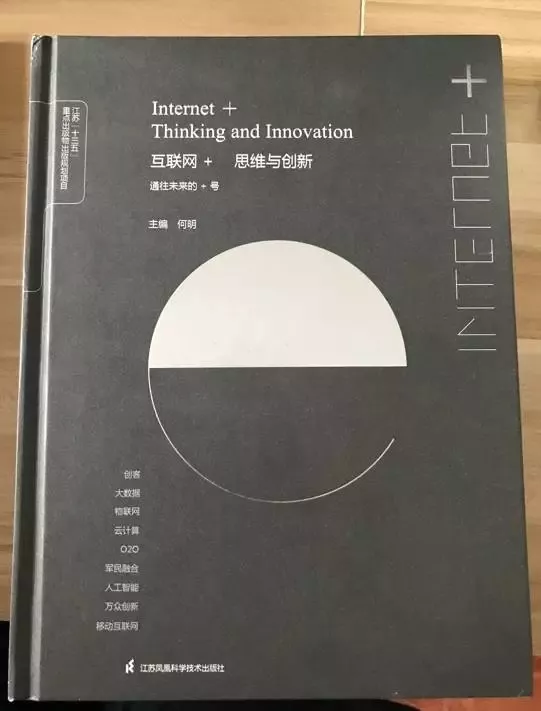 江苏「十三五」
重点出版物出版规划项目
Internet +
Thinking and Innovation
互联网 + 思维与创新
通往未来的 + 号
主编 何明
INTERNET +
创客
大数据
物联网
云计算
O2O
军民融合
人工智能
万众创新
移动互联网
江苏凤凰科学技术出版社